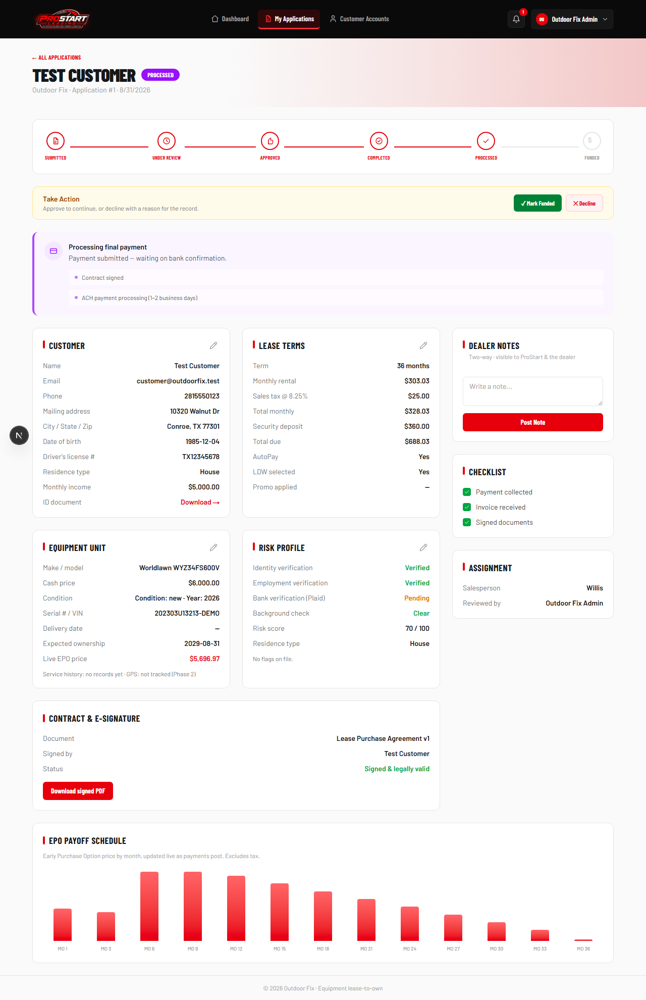 PROSTART
LEASING
Dashboard
My Applications
Customer Accounts
1
OU
Outdoor Fix Admin
← ALL APPLICATIONS
TEST CUSTOMER
PROCESSED
Outdoor Fix · Application #1 · 8/31/2026
SUBMITTED
UNDER REVIEW
APPROVED
COMPLETED
PROCESSED
$
FUNDED
Take Action
Approve to continue, or decline with a reason for the record.
✓ Mark Funded
✕ Decline
Processing final payment
Payment submitted — waiting on bank confirmation.
Contract signed
ACH payment processing (1–2 business days)
CUSTOMER
Name Test Customer
Email customer@outdoorfix.test
Phone 2815550123
Mailing address 10320 Walnut Dr
City / State / Zip Conroe, TX 77301
Date of birth 1985-12-04
Driver's license # TX12345678
Residence type House
Monthly income $5,000.00
ID document Download →
LEASE TERMS
Term 36 months
Monthly rental $303.03
Sales tax @ 8.25% $25.00
Total monthly $328.03
Security deposit $360.00
Total due $688.03
AutoPay Yes
LDW selected Yes
Promo applied —
DEALER NOTES
Two-way · visible to ProStart & the dealer
Write a note...
Post Note
N
CHECKLIST
Payment collected
Invoice received
Signed documents
EQUIPMENT UNIT
Make / model Worldlawn WYZ34FS600V
Cash price $6,000.00
Condition Condition: new · Year: 2026
Serial # / VIN 202303U13213-DEMO
Delivery date —
Expected ownership 2029-08-31
Live EPO price $5,696.97
Service history: no records yet · GPS: not tracked (Phase 2)
RISK PROFILE
Identity verification Verified
Employment verification Verified
Bank verification (Plaid) Pending
Background check Clear
Risk score 70 / 100
Residence type House
No flags on file.
ASSIGNMENT
Salesperson Willis
Reviewed by Outdoor Fix Admin
CONTRACT & E-SIGNATURE
Document Lease Purchase Agreement v1
Signed by Test Customer
Status Signed & legally valid
Download signed PDF
EPO PAYOFF SCHEDULE
Early Purchase Option price by month, updated live as payments post. Excludes tax.
MO 1 MO 3 MO 6 MO 9 MO 12 MO 15 MO 18 MO 21 MO 24 MO 27 MO 30 MO 33 MO 36
© 2026 Outdoor Fix · Equipment lease-to-own